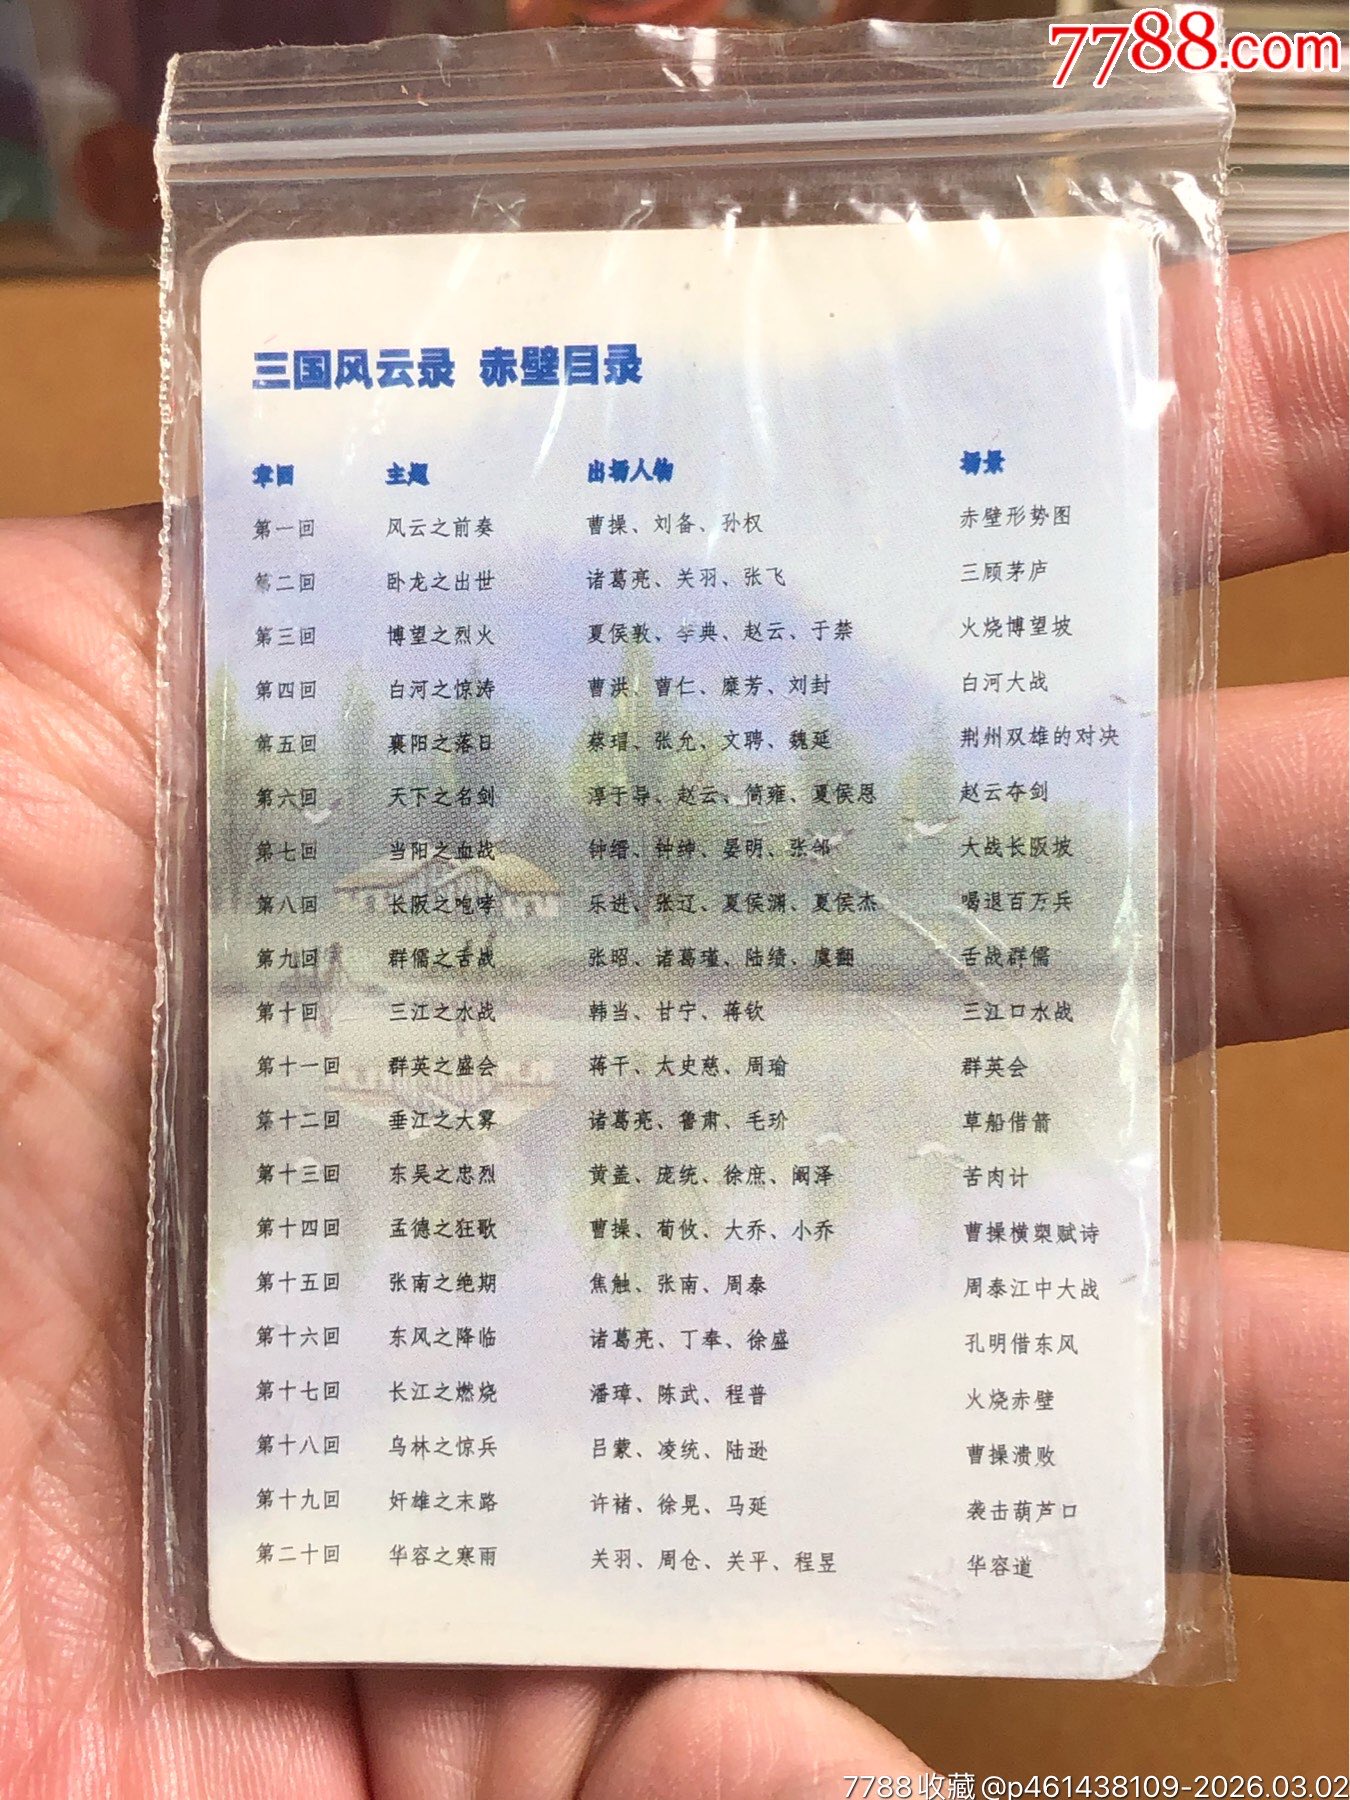 7788.com
三国风云录 赤壁目录
章回 主题 出场人物 场景
第一回 风云之前奏 曹操、刘备、孙权 赤壁形势图
第二回 卧龙之出世 诸葛亮、关羽、张飞 三顾茅庐
第三回 博望之烈火 夏侯敦、李典、赵云、于禁 火烧博望坡
第四回 白河之惊涛 曹洪、曹仁、糜芳、刘封 白河大战
第五回 襄阳之落日 蔡瑁、张允、文聘、魏延 荆州双雄的对决
第六回 天下之名剑 淳于导、赵云、简雍、夏侯恩 赵云夺剑
第七回 当阳之血战 钟缙、钟绅、晏明、张郃 大战长阪坡
第八回 长阪之咆哮 乐进、张辽、夏侯渊、夏侯杰 喝退百万兵
第九回 群儒之舌战 张昭、诸葛瑾、陆绩、虞翻 舌战群儒
第十回 三江之水战 韩当、甘宁、蒋钦 三江口水战
第十一回 群英之盛会 蒋干、太史慈、周瑜 群英会
第十二回 垂江之大雾 诸葛亮、鲁肃、毛玠 草船借箭
第十三回 东吴之忠烈 黄盖、庞统、徐庶、阚泽 苦肉计
第十四回 孟德之狂歌 曹操、荀攸、大乔、小乔 曹操横槊赋诗
第十五回 张南之绝期 焦触、张南、周泰 周泰江中大战
第十六回 东风之降临 诸葛亮、丁奉、徐盛 孔明借东风
第十七回 长江之燃烧 潘璋、陈武、程普 火烧赤壁
第十八回 乌林之惊兵 吕蒙、凌统、陆逊 曹操溃败
第十九回 奸雄之末路 许褚、徐晃、马延 袭击葫芦口
第二十回 华容之寒雨 关羽、周仓、关平、程昱 华容道
7788收藏@p461438109-2026.03.02